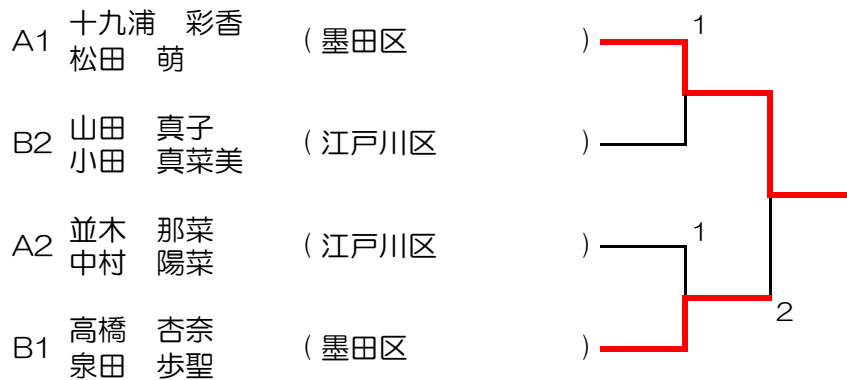 十九浦 彩香
A1 (墨田区 ) 1
松田 萌
山田 真子
B2 (江戸川区 )
小田 真菜美
並木 那菜
A2 (江戸川区 ) 1
中村 陽菜
2
高橋 杏奈
B1 (墨田区 )
泉田 歩聖